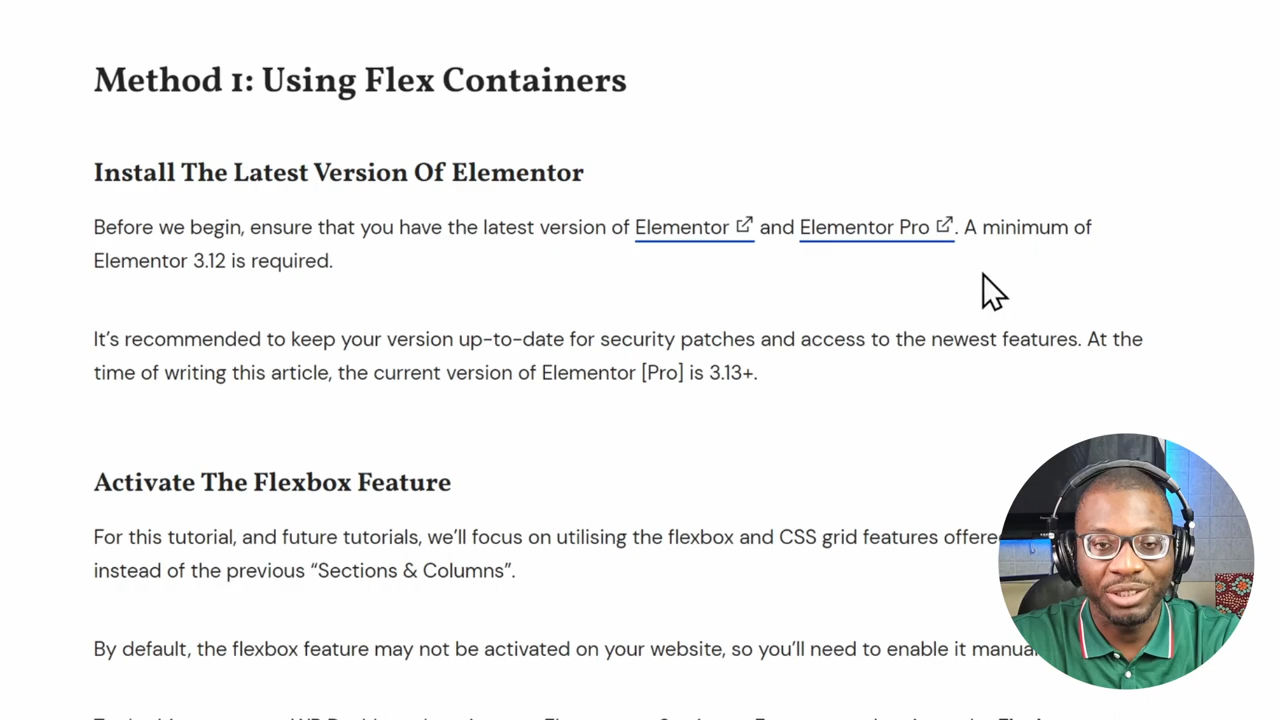 Method 1: Using Flex Containers
Install The Latest Version Of Elementor
Before we begin, ensure that you have the latest version of Elementor and Elementor Pro. A minimum of
Elementor 3.12 is required.
It’s recommended to keep your version up-to-date for security patches and access to the newest features. At the
time of writing this article, the current version of Elementor [Pro] is 3.13+.
Activate The Flexbox Feature
For this tutorial, and future tutorials, we’ll focus on utilising the flexbox and CSS grid features offere
instead of the previous “Sections & Columns”.
By default, the flexbox feature may not be activated on your website, so you’ll need to enable it manua